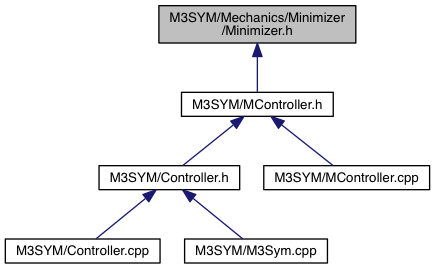 M3SYM/Mechanics/Minimizer
/Minimizer.h
M3SYM/MController.h
M3SYM/Controller.h
M3SYM/MController.cpp
M3SYM/Controller.cpp
M3SYM/M3Sym.cpp